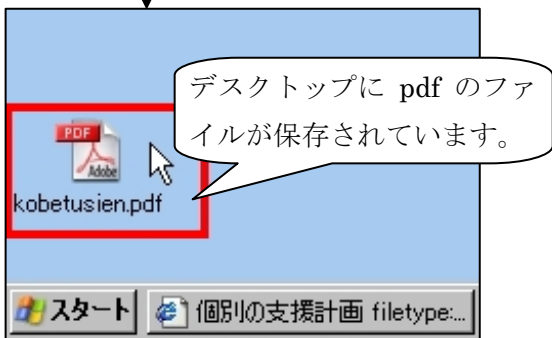 デスクトップに pdf のファ
イルが保存されています。
PDF
Adobe
kobetusien.pdf
スタート
個別の支援計画 filetype:...